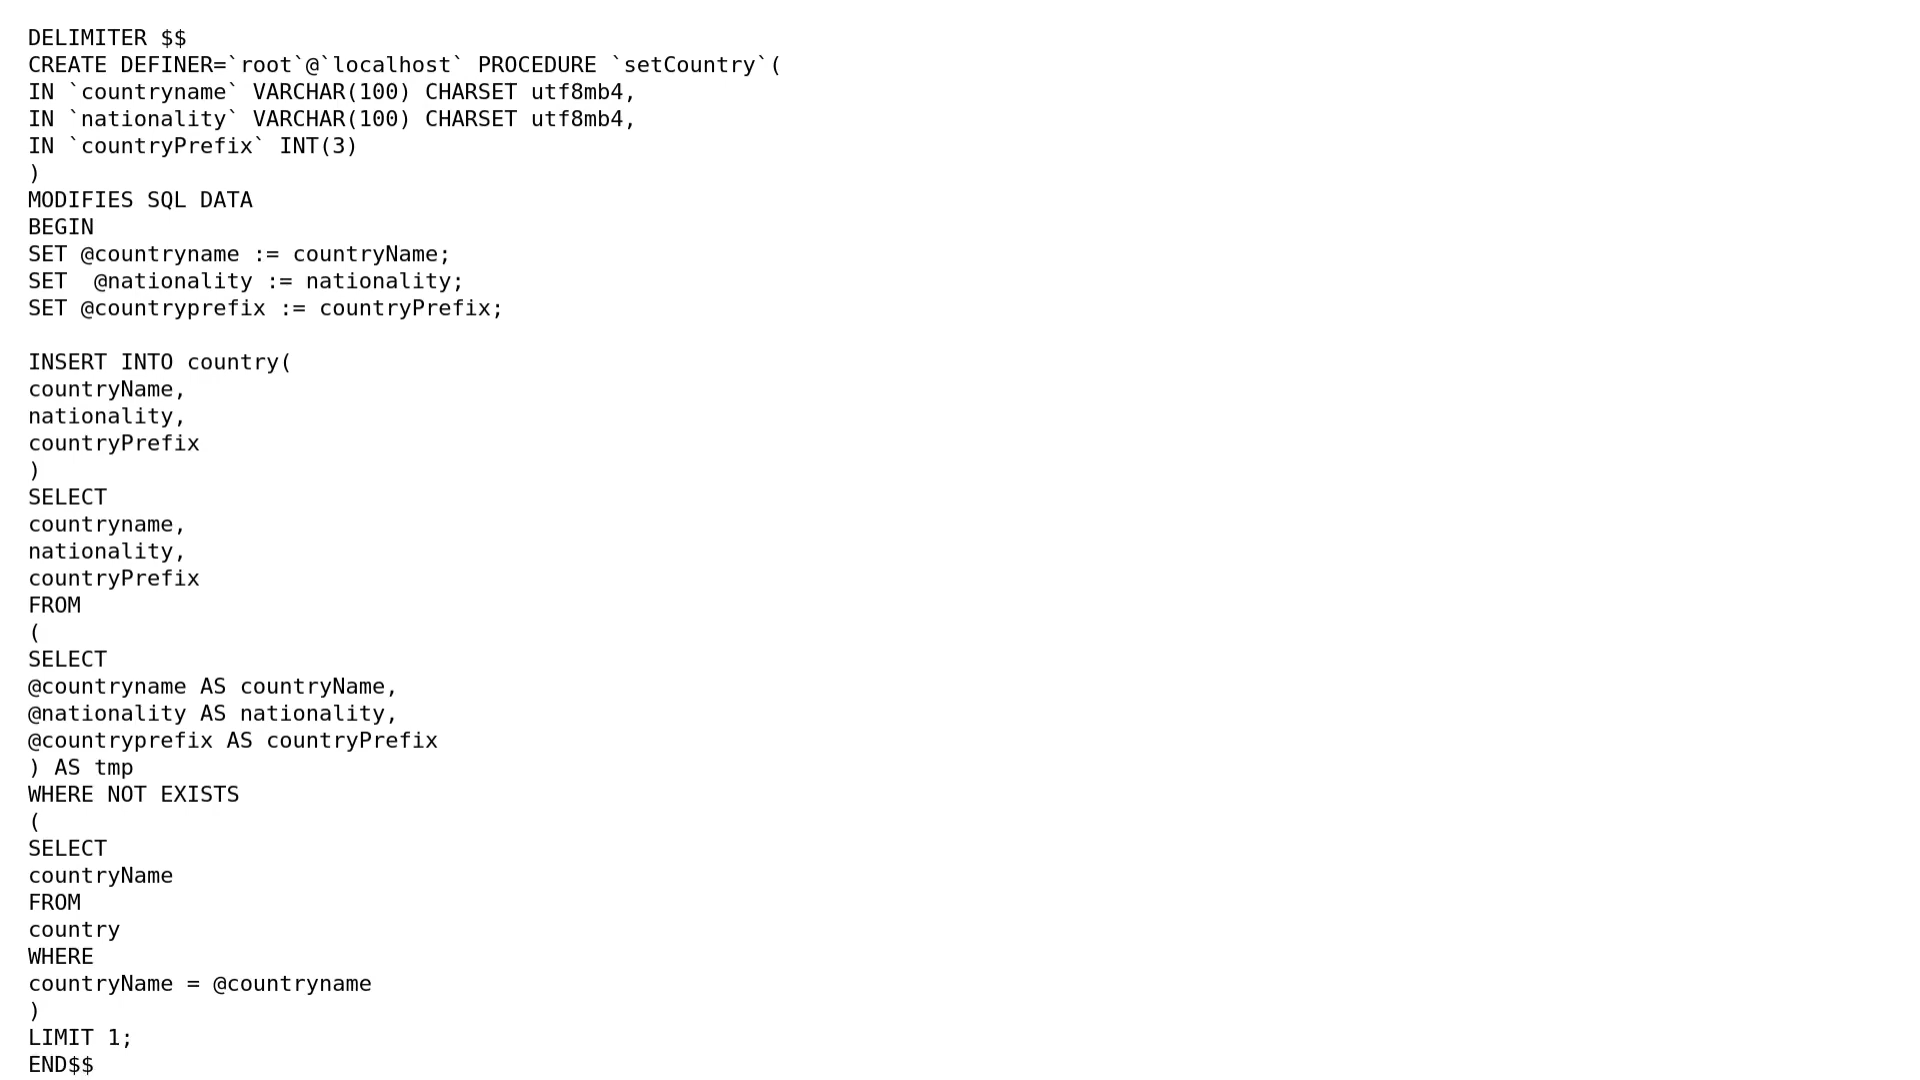 DELIMITER $$
CREATE DEFINER=`root`@`localhost` PROCEDURE `setCountry`(
IN `countryname` VARCHAR(100) CHARSET utf8mb4,
IN `nationality` VARCHAR(100) CHARSET utf8mb4,
IN `countryPrefix` INT(3)
)
MODIFIES SQL DATA
BEGIN
SET @countryname := countryName;
SET  @nationality := nationality;
SET @countryprefix := countryPrefix;

INSERT INTO country(
countryName,
nationality,
countryPrefix
)
SELECT
countryname,
nationality,
countryPrefix
FROM
(
SELECT
@countryname AS countryName,
@nationality AS nationality,
@countryprefix AS countryPrefix
) AS tmp
WHERE NOT EXISTS
(
SELECT
countryName
FROM
country
WHERE
countryName = @countryname
)
LIMIT 1;
END$$